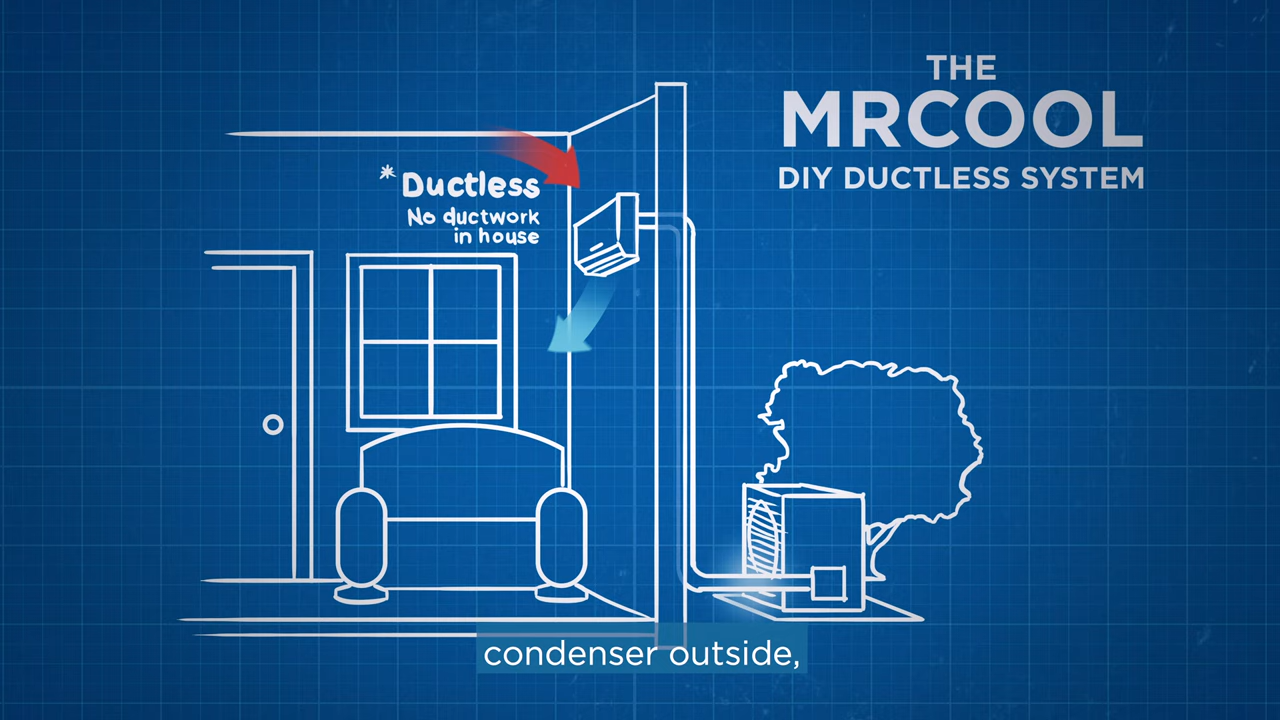 THE
MRCOOL
DIY DUCTLESS SYSTEM
*Ductless
No ductwork
in house
condenser outside,